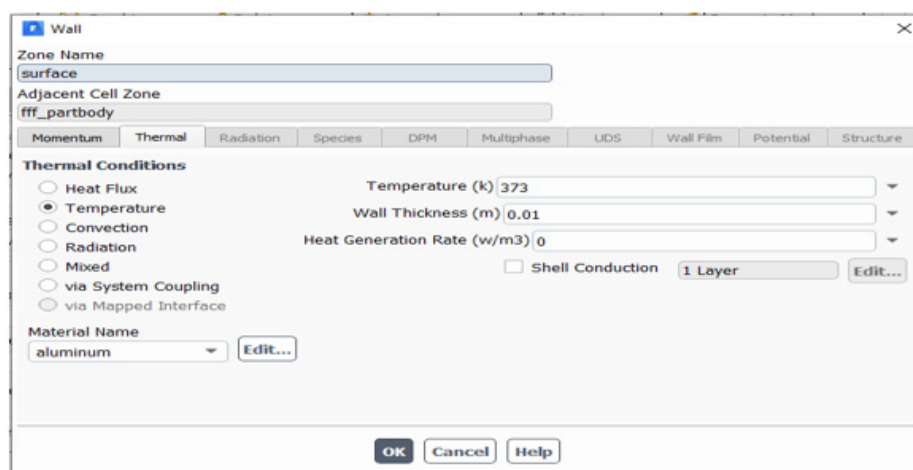 Wall
Zone Name
surface
Adjacent Cell Zone
fff_partbody
Momentum Thermal Radiation Species DPM Multiphase UDS Wall Film Potential Structure
Thermal Conditions
Heat Flux
Temperature
Convection
Radiation
Mixed
via System Coupling
via Mapped Interface
Temperature (k) 373
Wall Thickness (m) 0.01
Heat Generation Rate (w/m3) 0
Shell Conduction 1 Layer Edit...
Material Name
aluminum Edit...
OK Cancel Help